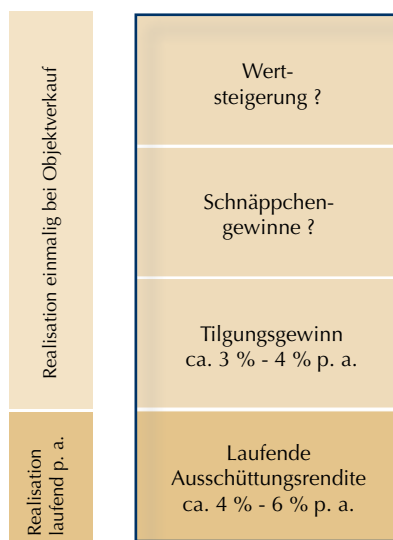 Realisation einmalig bei Objektverkauf
Wert-
steigerung ?
Schnäppchen-
gewinne ?
Tilgungsgewinn
ca. 3 % - 4 % p. a.
Realisation
laufend p. a.
Laufende
Ausschüttungsrendite
ca. 4 % - 6 % p. a.